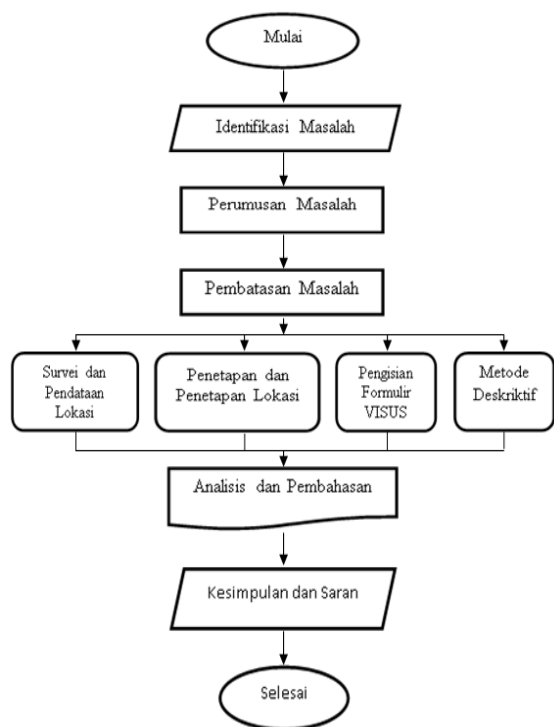 Mulai
Identifikasi Masalah
Perumusan Masalah
Pembatasan Masalah
Survei dan
Pendataan
Lokasi
Penetapan dan
Penetapan Lokasi
Pengisian
Formulir
VISUS
Metode
Deskriktif
Analisis dan Pembahasan
Kesimpulan dan Saran
Selesai